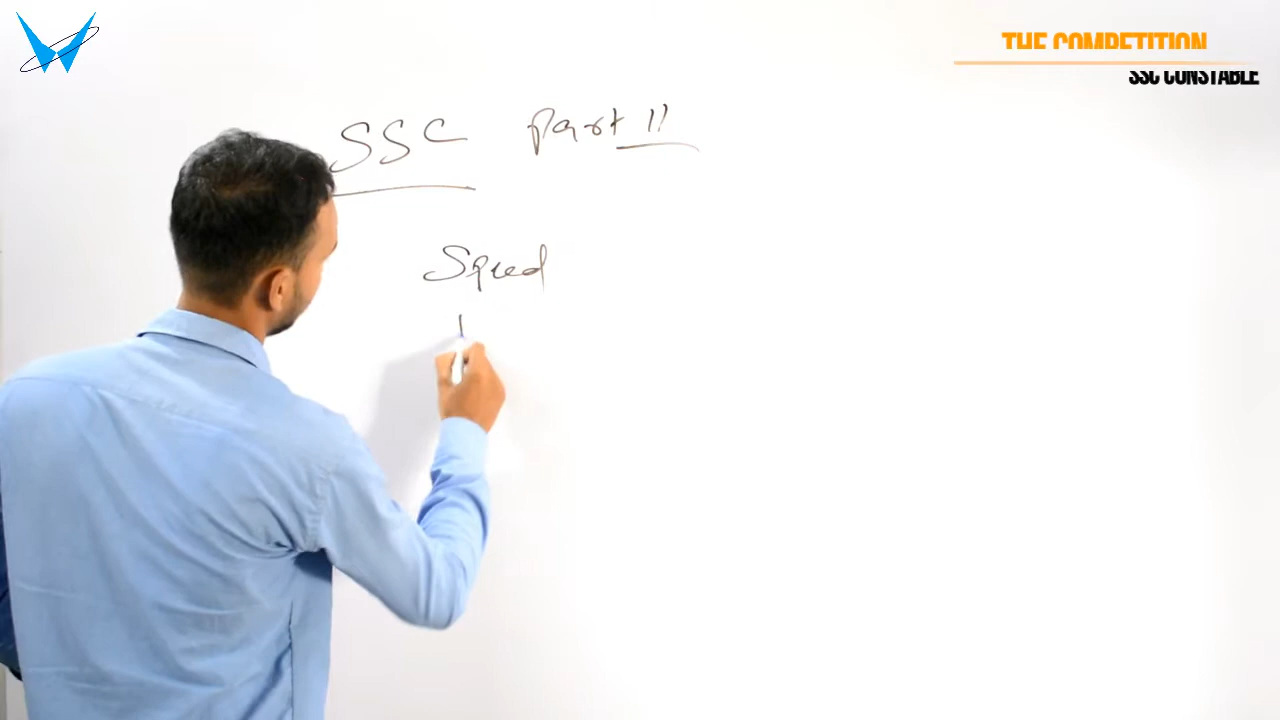 THE COMPETITION
SSC CONSTABLE
SSC part II
Speed